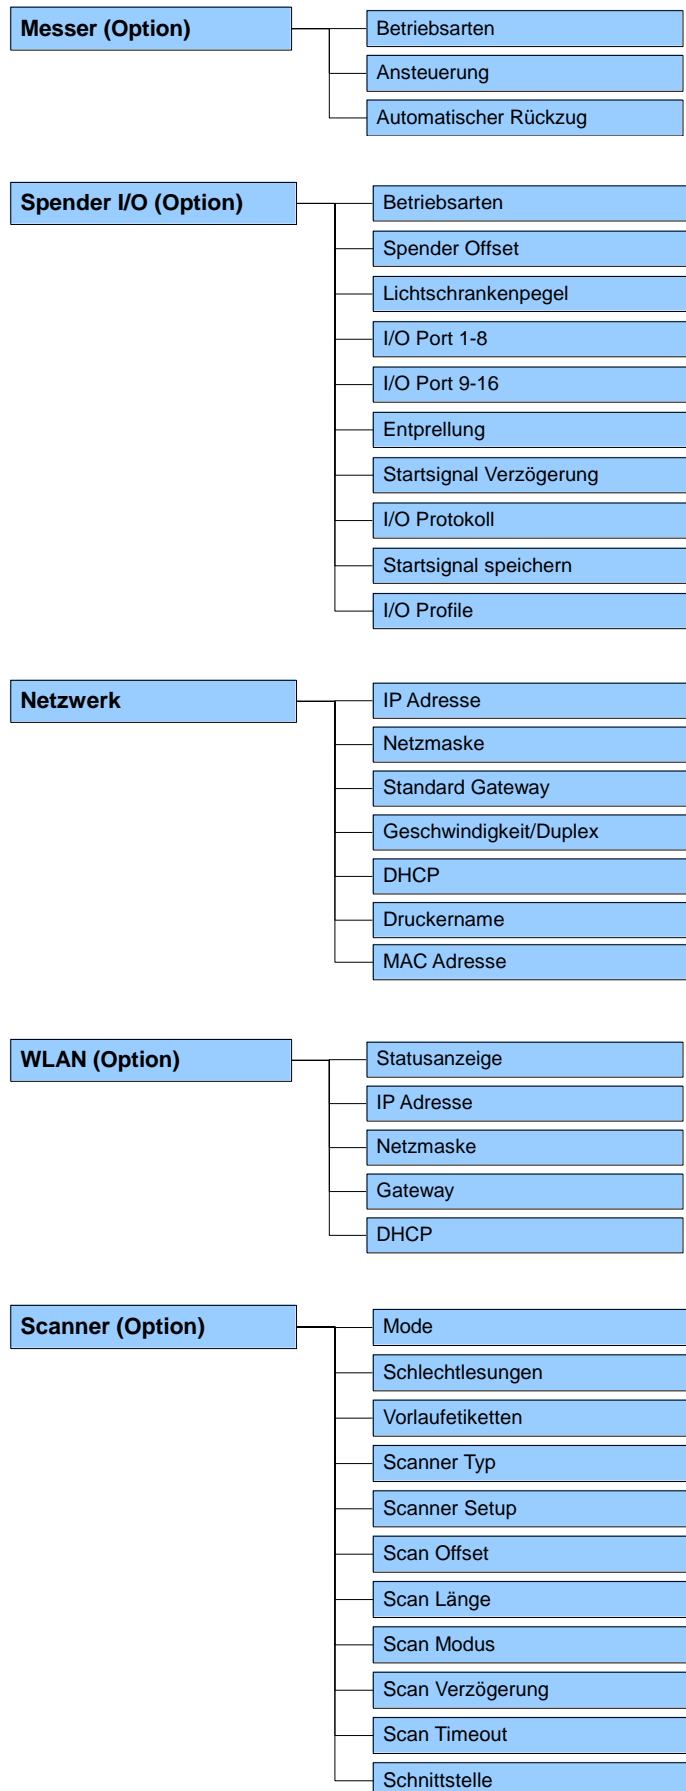 Messer (Option)
Betriebsarten
Ansteuerung
Automatischer Rückzug
Spender I/O (Option)
Betriebsarten
Spender Offset
Lichtschrankenpegel
I/O Port 1-8
I/O Port 9-16
Entprellung
Startsignal Verzögerung
I/O Protokoll
Startsignal speichern
I/O Profile
Netzwerk
IP Adresse
Netzmaske
Standard Gateway
Geschwindigkeit/Duplex
DHCP
Druckername
MAC Adresse
WLAN (Option)
Statusanzeige
IP Adresse
Netzmaske
Gateway
DHCP
Scanner (Option)
Mode
Schlechtlesungen
Vorlaufetiketten
Scanner Typ
Scanner Setup
Scan Offset
Scan Länge
Scan Modus
Scan Verzögerung
Scan Timeout
Schnittstelle